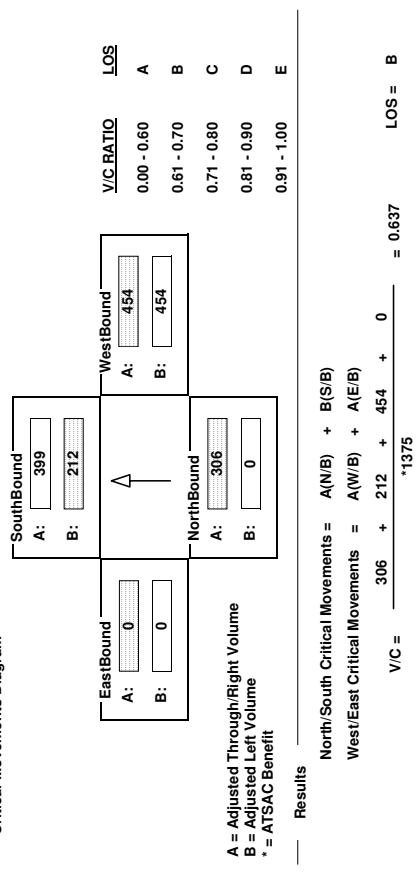 SouthBound
A: 399
B: 212
EastBound
A: 0
B: 0
WestBound
A: 454
B: 454
NorthBound
A: 306
B: 0
V/C RATIO LOS
0.00 - 0.60 A
0.61 - 0.70 B
0.71 - 0.80 C
0.81 - 0.90 D
0.91 - 1.00 E
A = Adjusted Through/Right Volume
B = Adjusted Left Volume
* = ATSAC Benefit
Results
North/South Critical Movements = A(N/B) + B(S/B)
West/East Critical Movements = A(W/B) + A(E/B)
V/C = 306 + 212 + 454 + 0 = 0.637 LOS = B
*1375